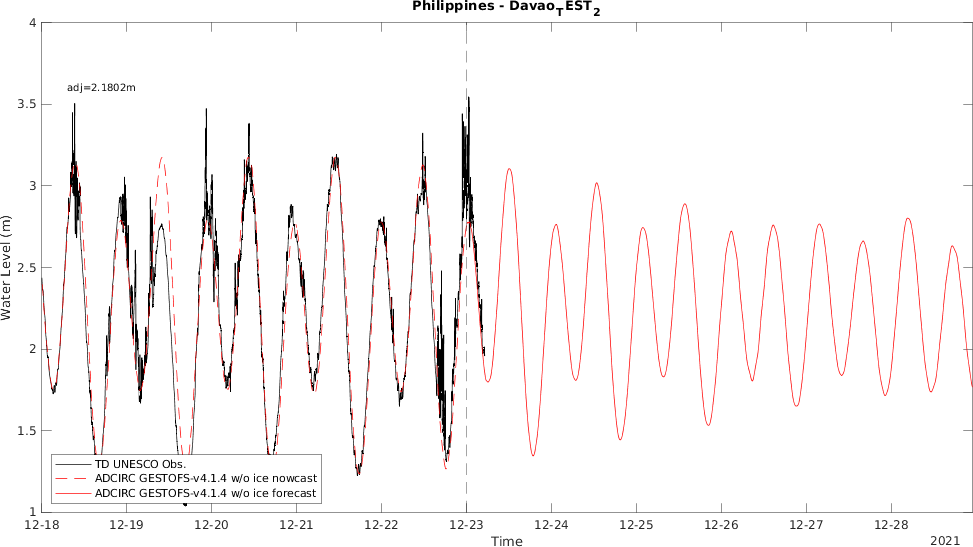 Philippines - Davao_TEST_2
adj=2.1802m
Water Level (m)
4
3.5
3
2.5
2
1.5
1
TD UNESCO Obs.
ADCIRC GESTOFS-v4.1.4 w/o ice nowcast
ADCIRC GESTOFS-v4.1.4 w/o ice forecast
12-18 12-19 12-20 12-21 12-22 12-23 12-24 12-25 12-26 12-27 12-28
Time
2021